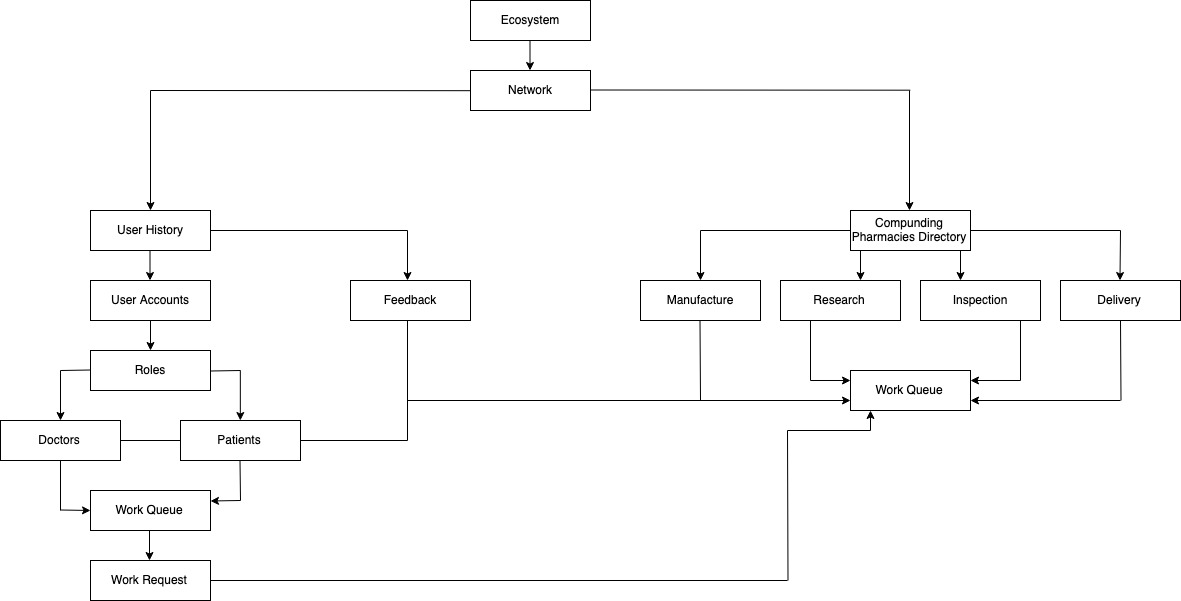 Ecosystem
Network
User History
Compunding
Pharmacies Directory
User Accounts
Feedback
Manufacture
Research
Inspection
Delivery
Roles
Work Queue
Doctors
Patients
Work Queue
Work Request